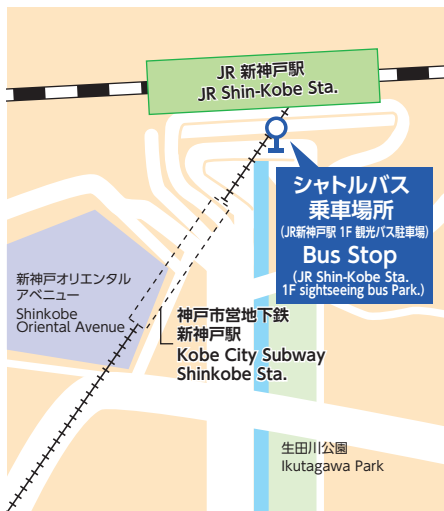 JR 新神戸駅
JR Shin-Kobe Sta.
シャトルバス
乗車場所
(JR新神戸駅 1F 観光バス駐車場)
Bus Stop
(JR Shin-Kobe Sta.
1F sightseeing bus Park.)
新神戸オリエンタル
アベニュー
Shinkobe
Oriental Avenue
神戸市営地下鉄
新神戸駅
Kobe City Subway
Shinkobe Sta.
生田川公園
Ikutagawa Park